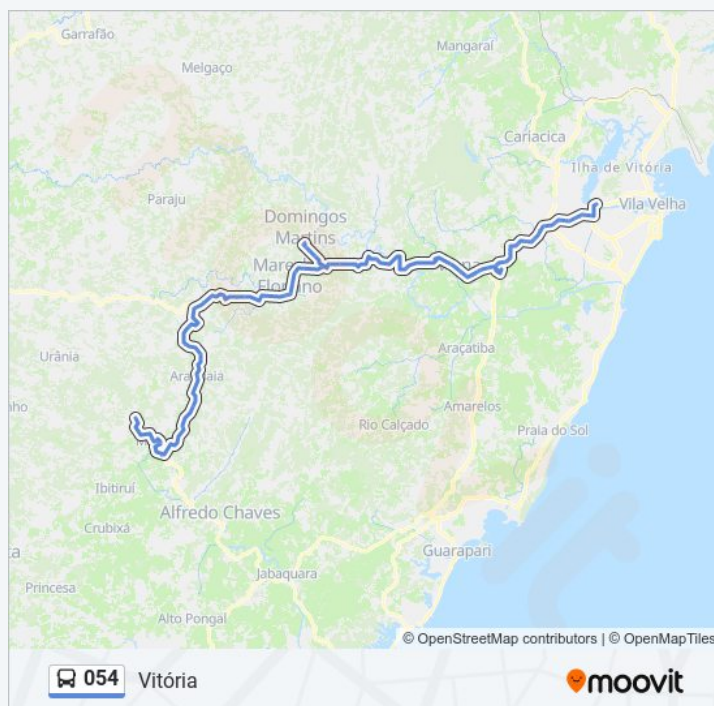 Garrafão
Mangaraí
Melgaço
Cariacica
Ilha de Vitória
Paraju
Domingos
Martins
Vila Velha
Urânia
Araçatiba
Amarelos
Rio Calçado
Praia do Sol
Ibitiruí
Alfredo Chaves
Crubixá
Guarapari
Princesa
Jabaquara
Alto Pongal
© OpenStreetMap contributors | © OpenMapTiles
054 Vitória
moovit